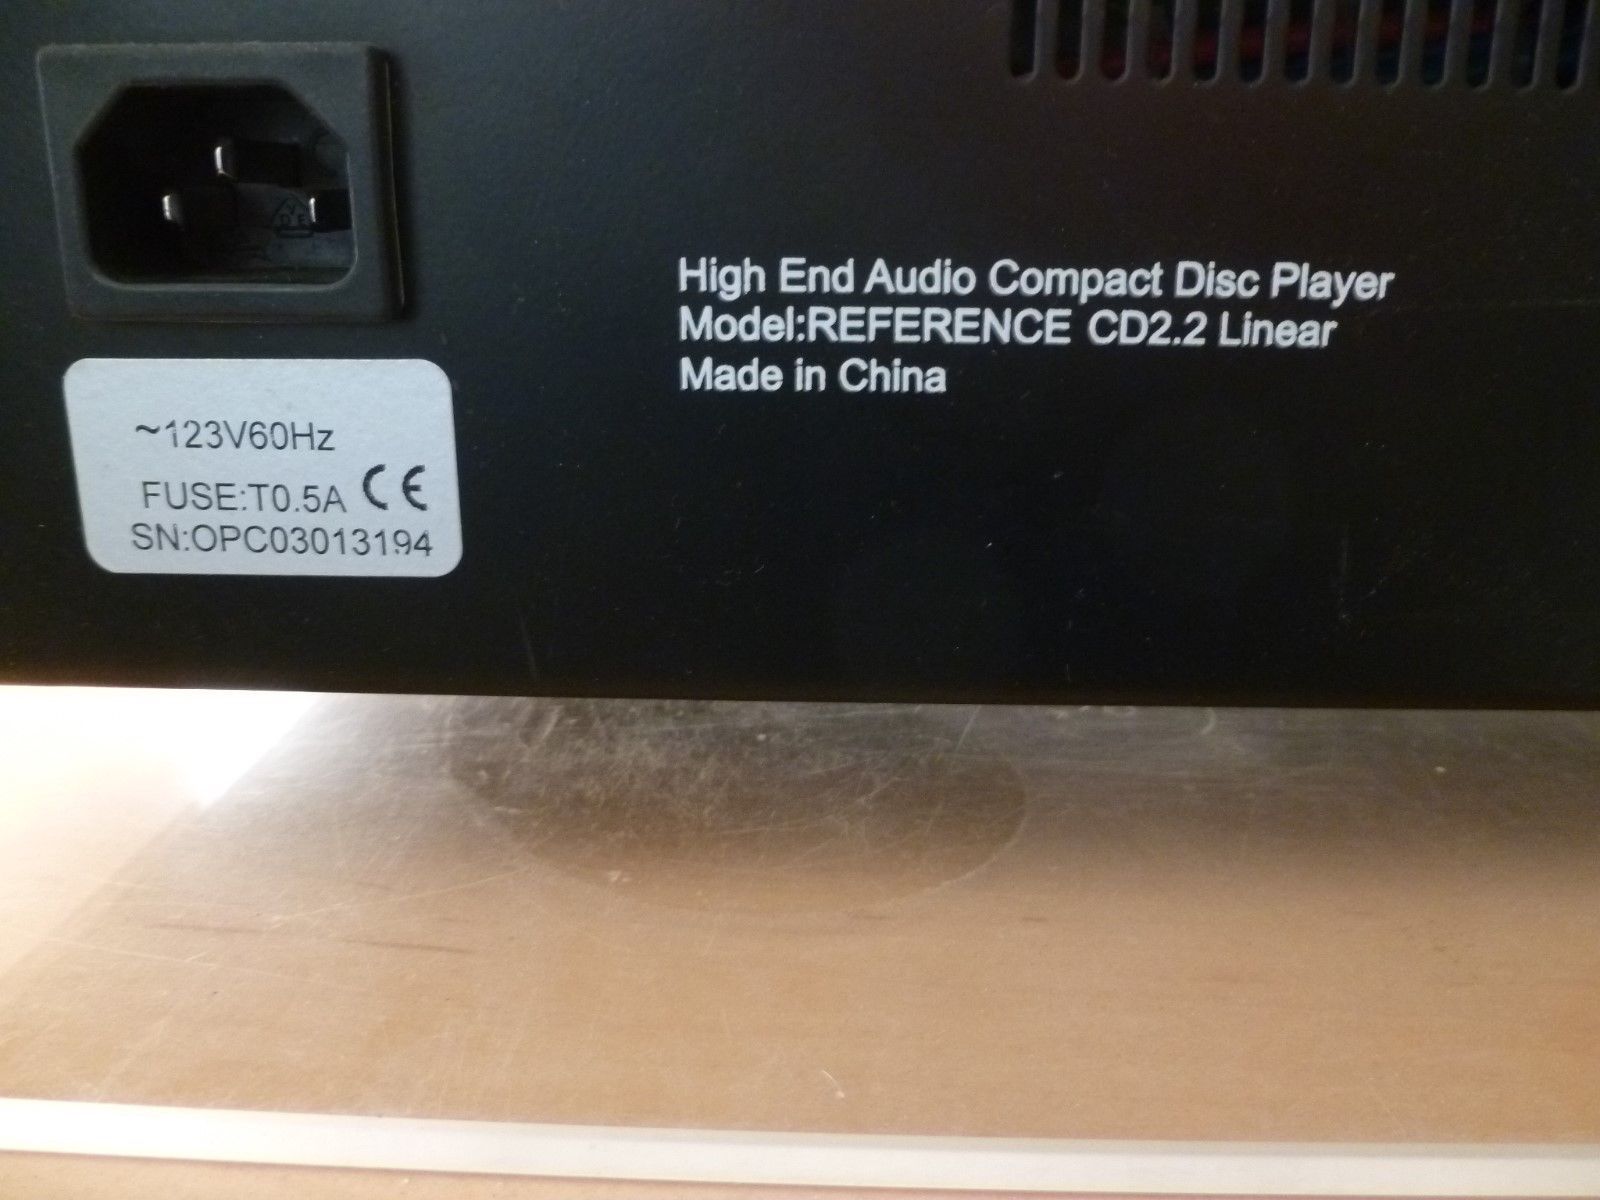 High End Audio Compact Disc Player
Model:REFERENCE CD2.2 Linear
Made in China
~123V60Hz
FUSE:T0.5A CE
SN:OPC03013194